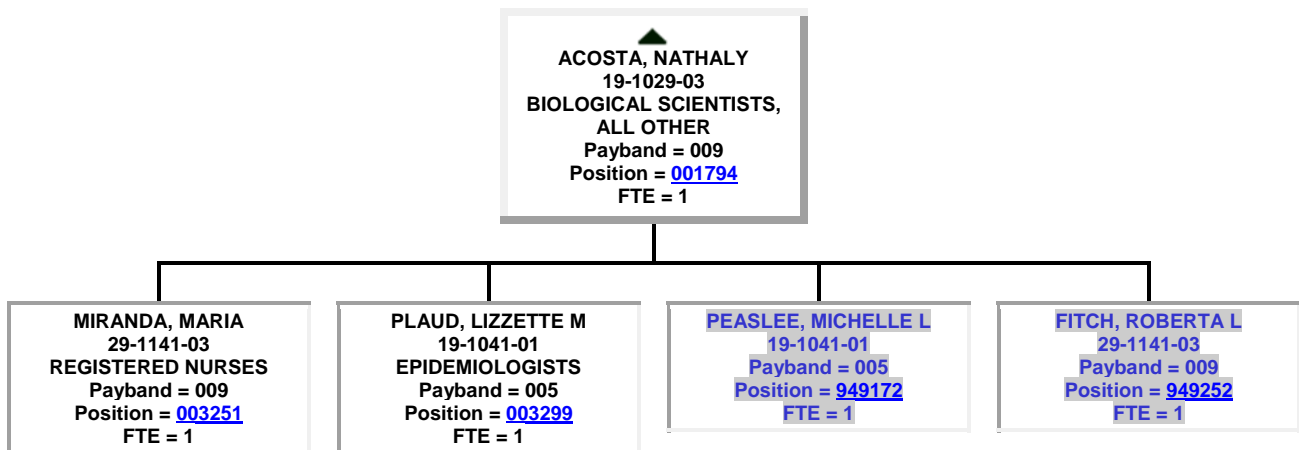 ACOSTA, NATHALY
19-1029-03
BIOLOGICAL SCIENTISTS,
ALL OTHER
Payband = 009
Position = 001794
FTE = 1
MIRANDA, MARIA
29-1141-03
REGISTERED NURSES
Payband = 009
Position = 003251
FTE = 1
PLAUD, LIZZETTE M
19-1041-01
EPIDEMIOLOGISTS
Payband = 005
Position = 003299
FTE = 1
PEASLEE, MICHELLE L
19-1041-01
Payband = 005
Position = 949172
FTE = 1
FITCH, ROBERTA L
29-1141-03
Payband = 009
Position = 949252
FTE = 1